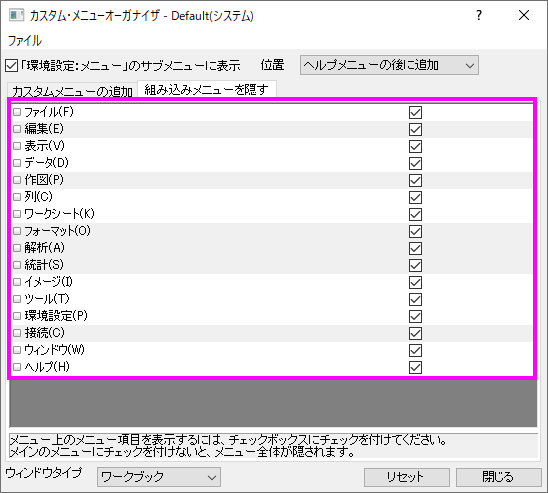 カスタム・メニューオーガナイザ - Default(システム)
ファイル
「環境設定:メニュー」のサブメニューに表示 位置 ヘルプメニューの後に追加
カスタムメニューの追加 組み込みメニューを隠す
ファイル(F)
編集(E)
表示(V)
データ(D)
作図(P)
列(C)
ワークシート(K)
フォーマット(O)
解析(A)
統計(S)
イメージ(I)
ツール(T)
環境設定(P)
接続(C)
ウィンドウ(W)
ヘルプ(H)
メニュー上のメニュー項目を表示するには、チェックボックスにチェックを付けてください。
メインのメニューにチェックを付けないと、メニュー全体が隠されます。
ウィンドウタイプ ワークブック リセット 閉じる